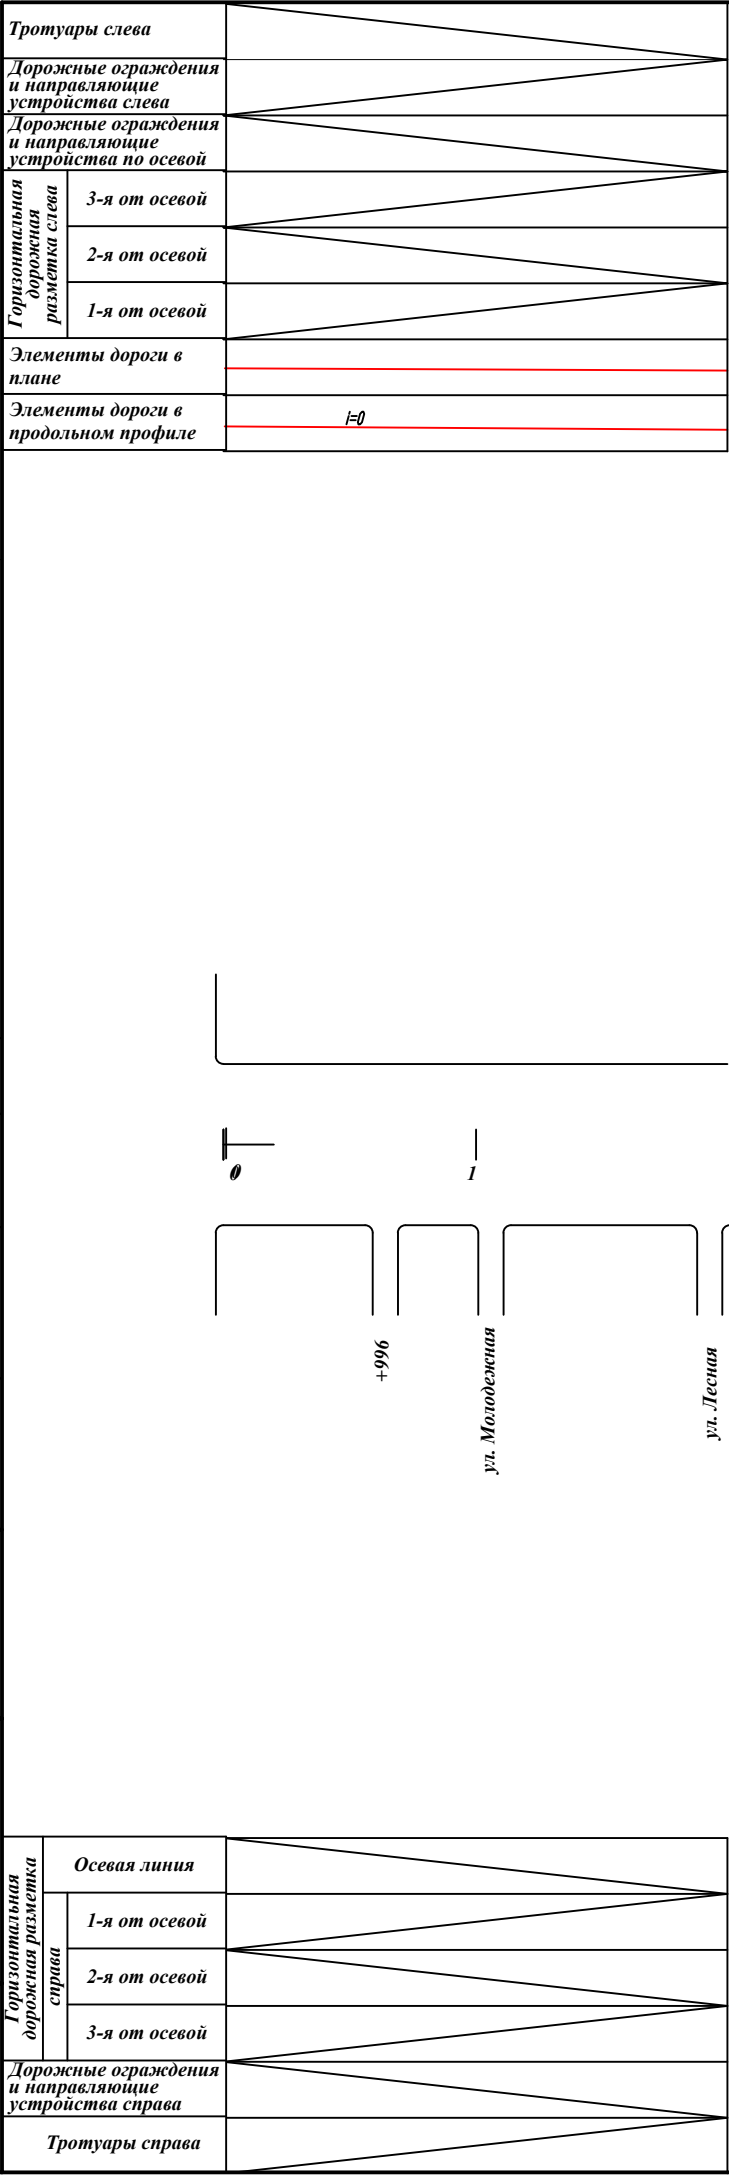 Тротуары слева
Дорожные ограждения
и направляющие
устройства слева
Дорожные ограждения
и направляющие
устройства по осевой
Горизонтальная
дорожная
разметка слева
3-я от осевой
2-я от осевой
1-я от осевой
Элементы дороги в
плане
Элементы дороги в
продольном профиле
i=0
0
1
+996
ул. Молодежная
ул. Лесная
Горизонтальная
дорожная разметка
справа
Осевая линия
1-я от осевой
2-я от осевой
3-я от осевой
Дорожные ограждения
и направляющие
устройства справа
Тротуары справа